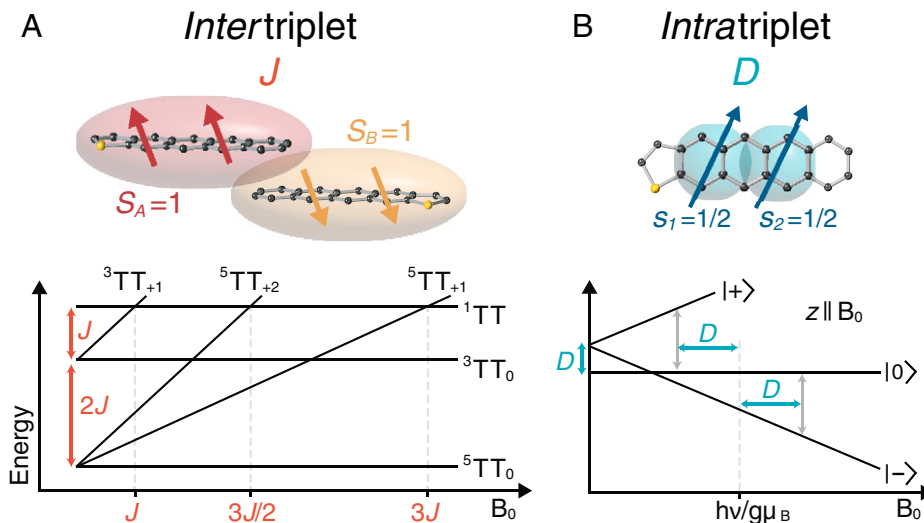 A
Intertriplet
J
S_A=1
S_B=1
³TT₊₁
⁵TT₊₂
⁵TT₊₁
¹TT
J
³TT₀
2J
⁵TT₀
Energy
J
3J/2
3J
B₀
B
Intratriplet
D
s₁=1/2
s₂=1/2
|+⟩
z || B₀
D
D
|0⟩
D
|−⟩
hν/gμ_B
B₀